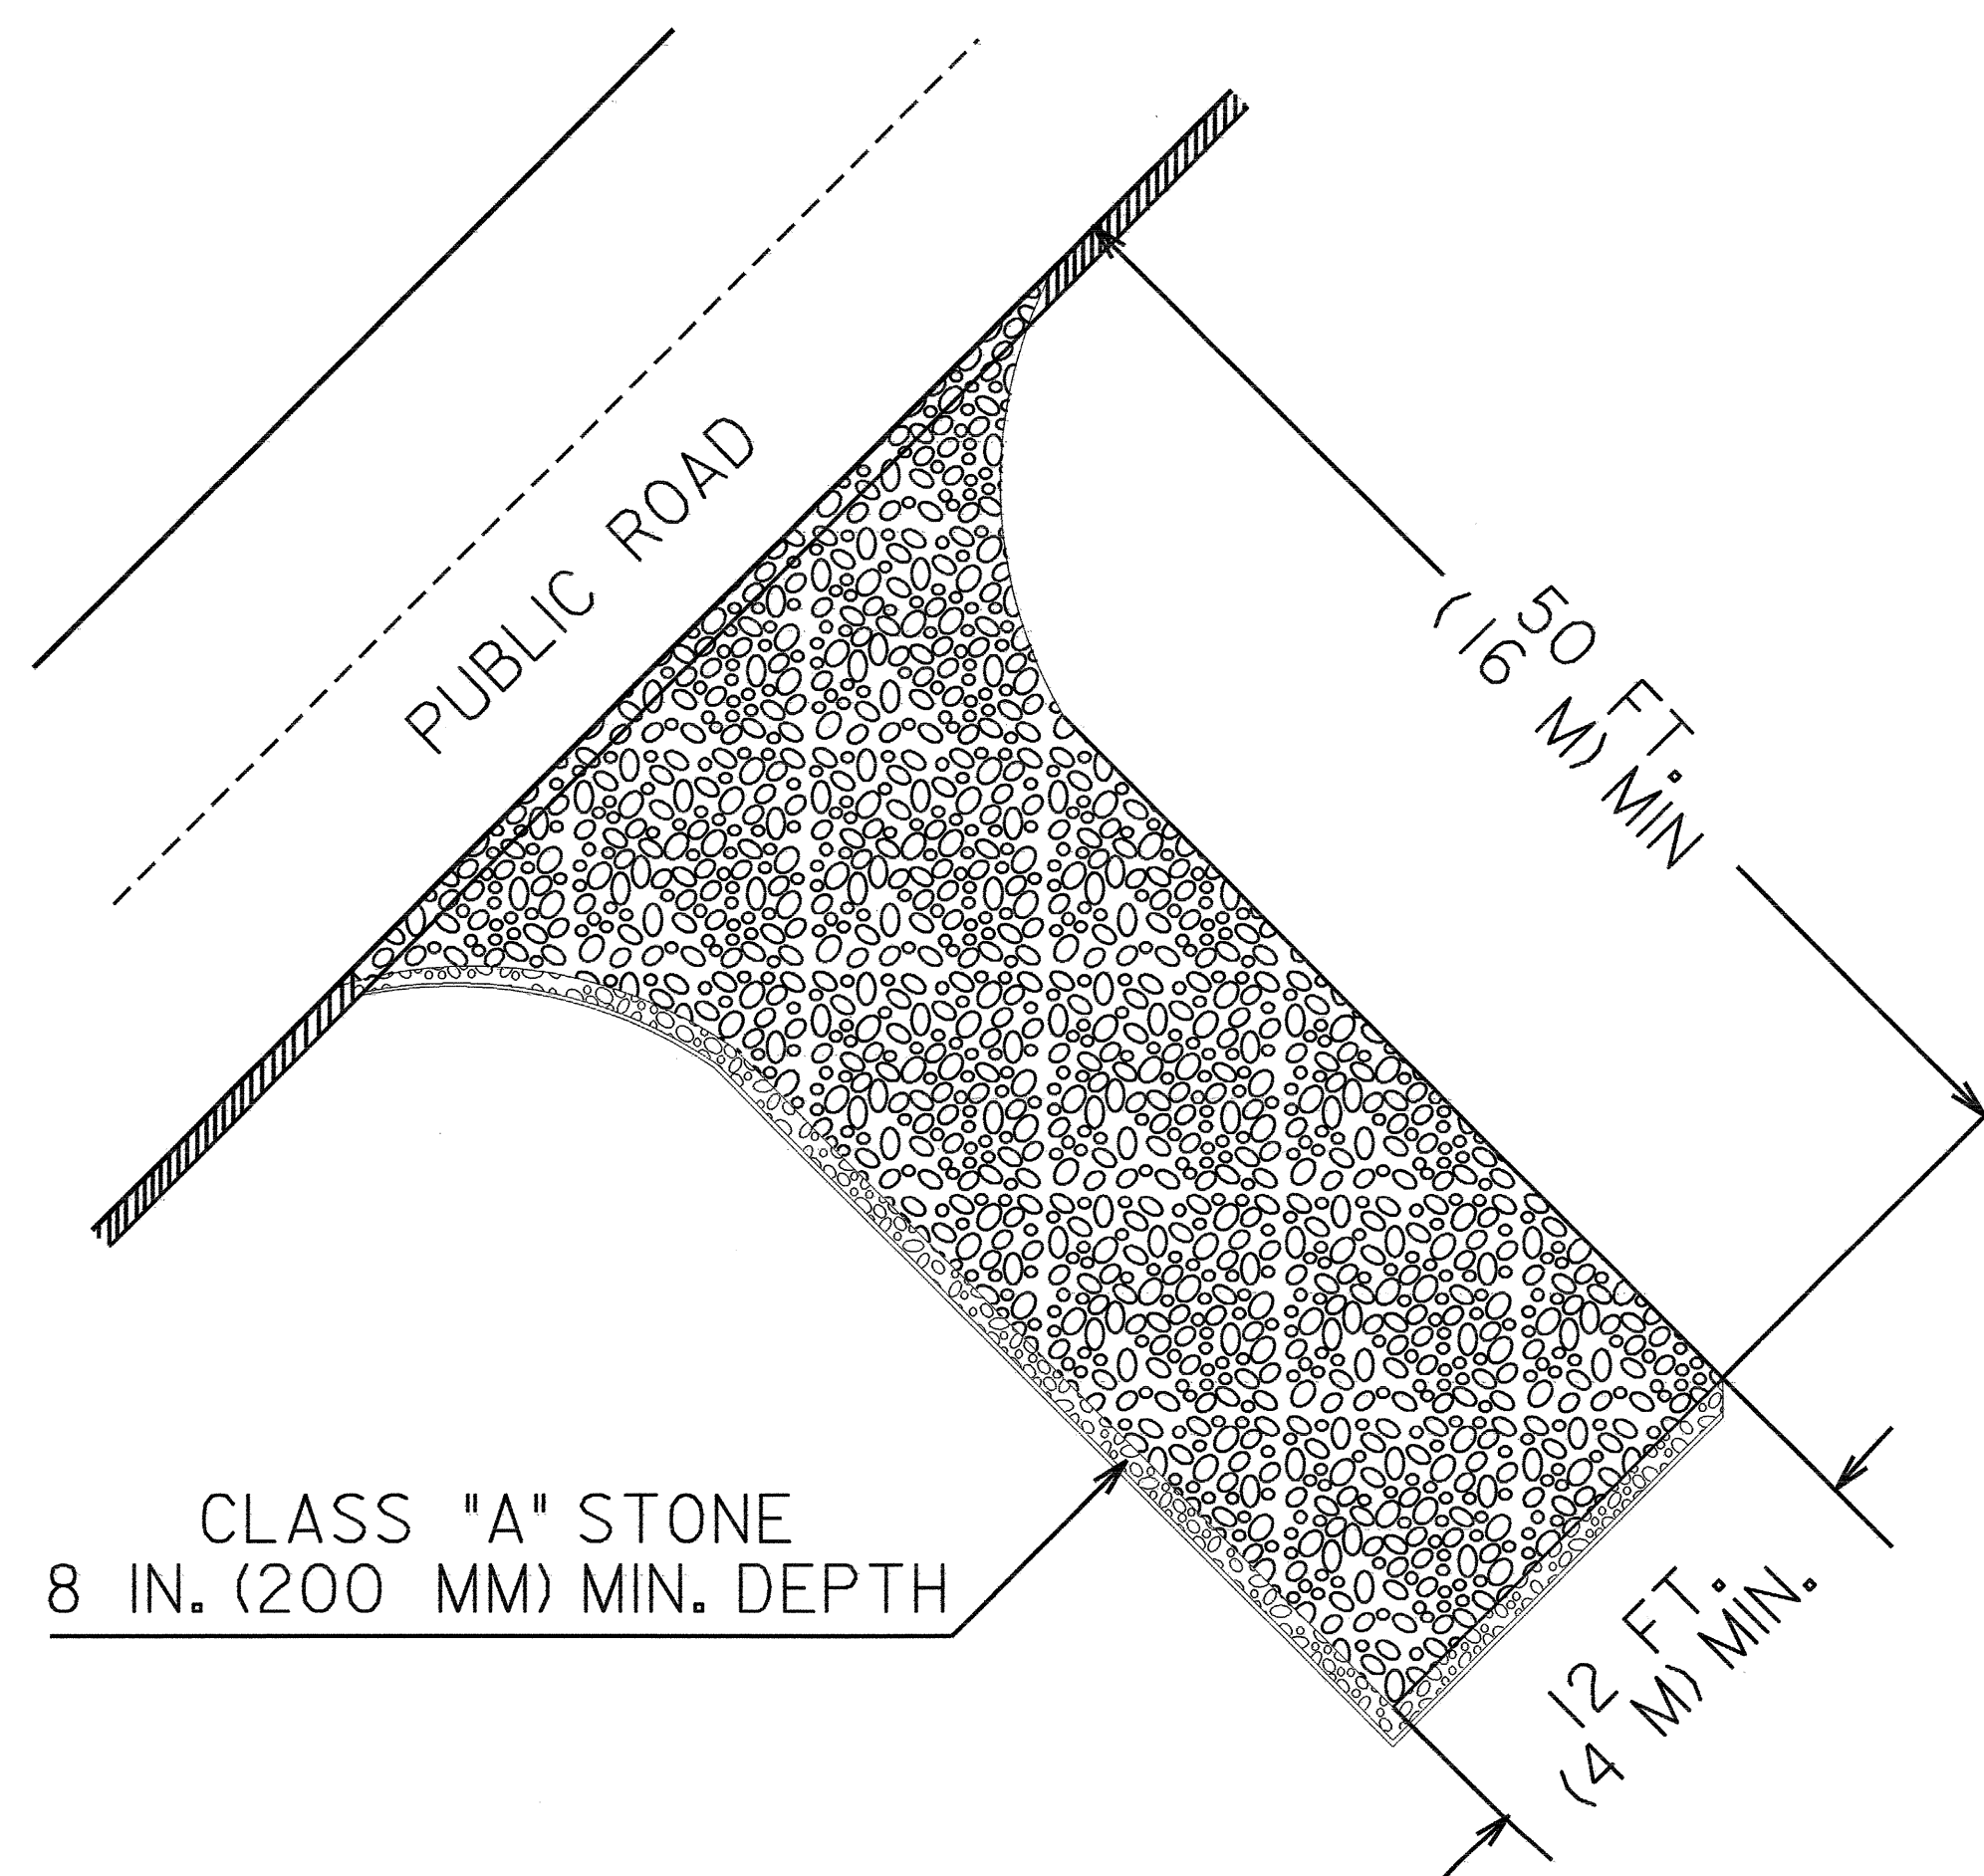 PUBLIC ROAD
50 FT.
(16 M) MIN
CLASS "A" STONE
8 IN. (200 MM) MIN. DEPTH
12 FT.
(4 M) MIN.